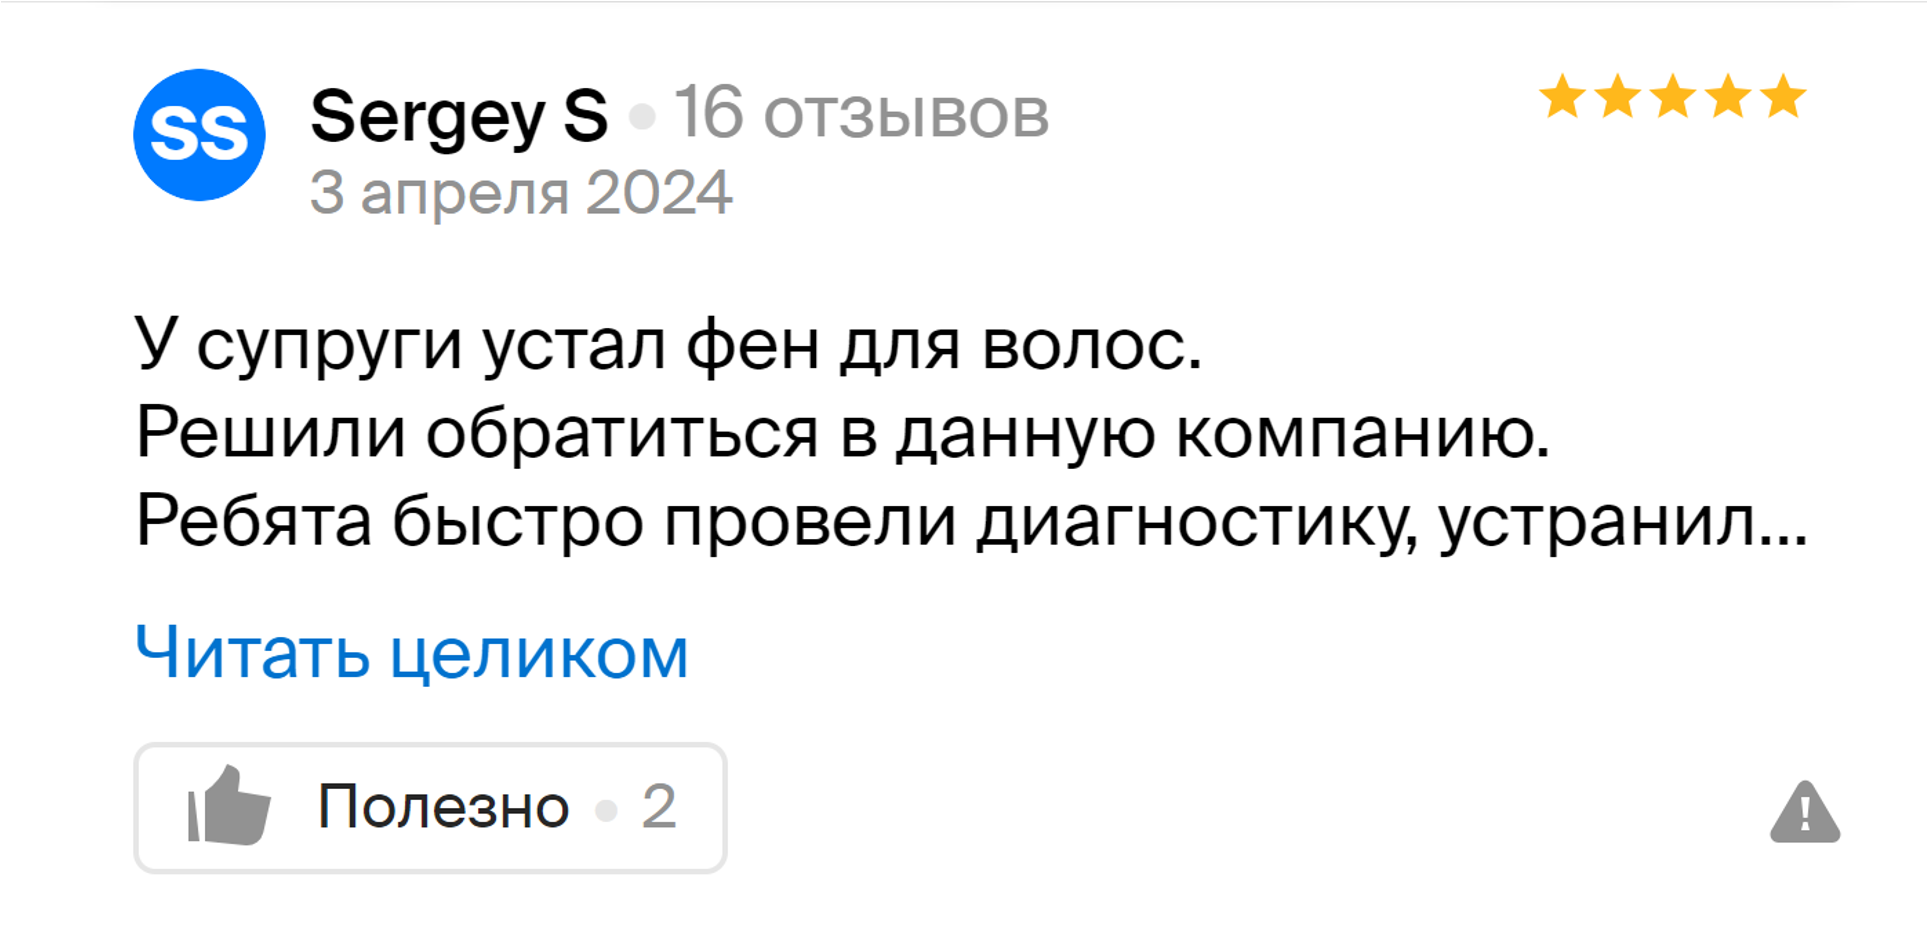 SS
Sergey S • 16 отзывов
3 апреля 2024
У супруги устал фен для волос.
Решили обратиться в данную компанию.
Ребята быстро провели диагностику, устранил...
Читать целиком
Полезно • 2